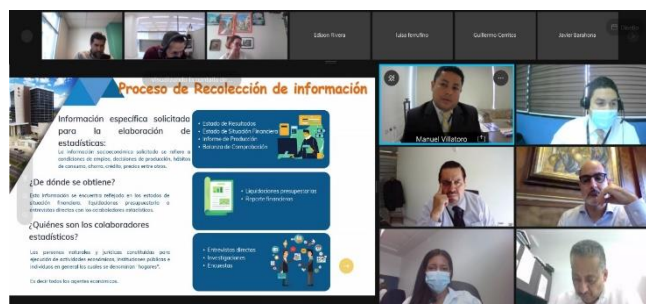 Edison Rivera
luisa ferrufino
Guillermo Cerritos
Javier Barahona
Proceso de Recolección de información
Información específica solicitada
para la elaboración de
estadísticas:
La información socioeconómica solicitada se refiere a
condiciones de empleo, decisiones de producción, hábitos
de consumo, ahorro, crédito, precios entre otros.
¿De dónde se obtiene?
Esta información se encuentra reflejada en los estados de
situación financiera, liquidaciones presupuestaria o
entrevistas directas con los colaboradores estadísticos.
¿Quiénes son los colaboradores
estadísticos?
Las personas naturales y jurídicas constituidas para
ejecución de actividades económicas, instituciones públicas e
individuos en general los cuales se denominan "hogares".
Es decir todos los agentes económicos.
• Estado de Resultados
• Estado de Situación Financiera
• Informe de Producción
• Balanza de Comprobación
• Liquidaciones presupuestarias
• Reporte financieros
• Entrevistas directas
• Investigaciones
• Encuestas
Manuel Villatoro